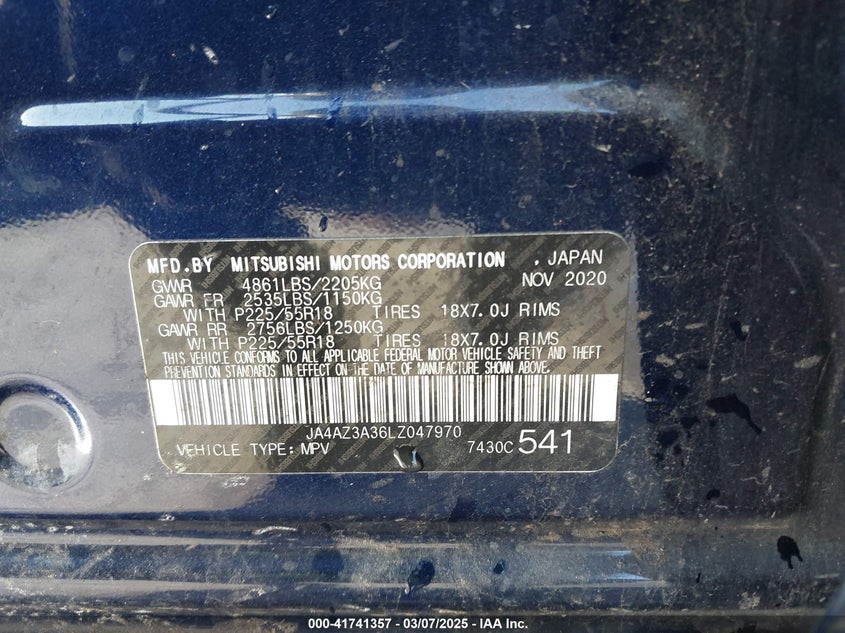 MFD.BY MITSUBISHI MOTORS CORPORATION . JAPAN
GVWR 4861LBS/2205KG NOV 2020
GAWR FR 2535LBS/1150KG
WITH P225/55R18 TIRES 18X7.0J RIMS
GAWR RR 2756LBS/1250KG
WITH P225/55R18 TIRES 18X7.0J RIMS
THIS VEHICLE CONFORMS TO ALL APPLICABLE FEDERAL MOTOR VEHICLE SAFETY AND THEFT
PREVENTION STANDARDS IN EFFECT ON THE DATE OF MANUFACTURE SHOWN ABOVE.
JA4AZ3A36LZ047970
VEHICLE TYPE: MPV 7430C 541
000-41741357 - 03/07/2025 - IAA Inc.